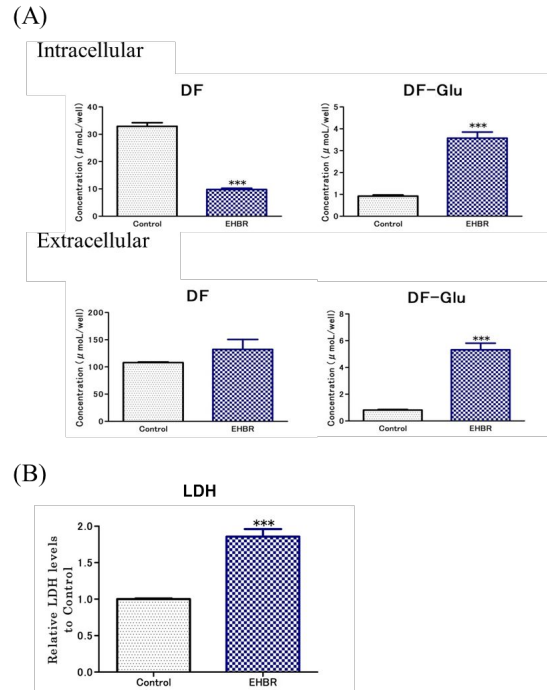 (A)
Intracellular
DF
DF-Glu
Concentration (μ moL/well)
40
30
20
10
0
***
Control
EHBR
Concentration (μ moL/well)
5
4
3
2
1
0
***
Control
EHBR
Extracellular
DF
DF-Glu
Concentration (μ moL/well)
200
150
100
50
0
Control
EHBR
Concentration (μ moL/well)
8
6
4
2
0
***
Control
EHBR
(B)
LDH
Relative LDH levels
to Control
2.0
1.5
1.0
0.5
0.0
***
Control
EHBR